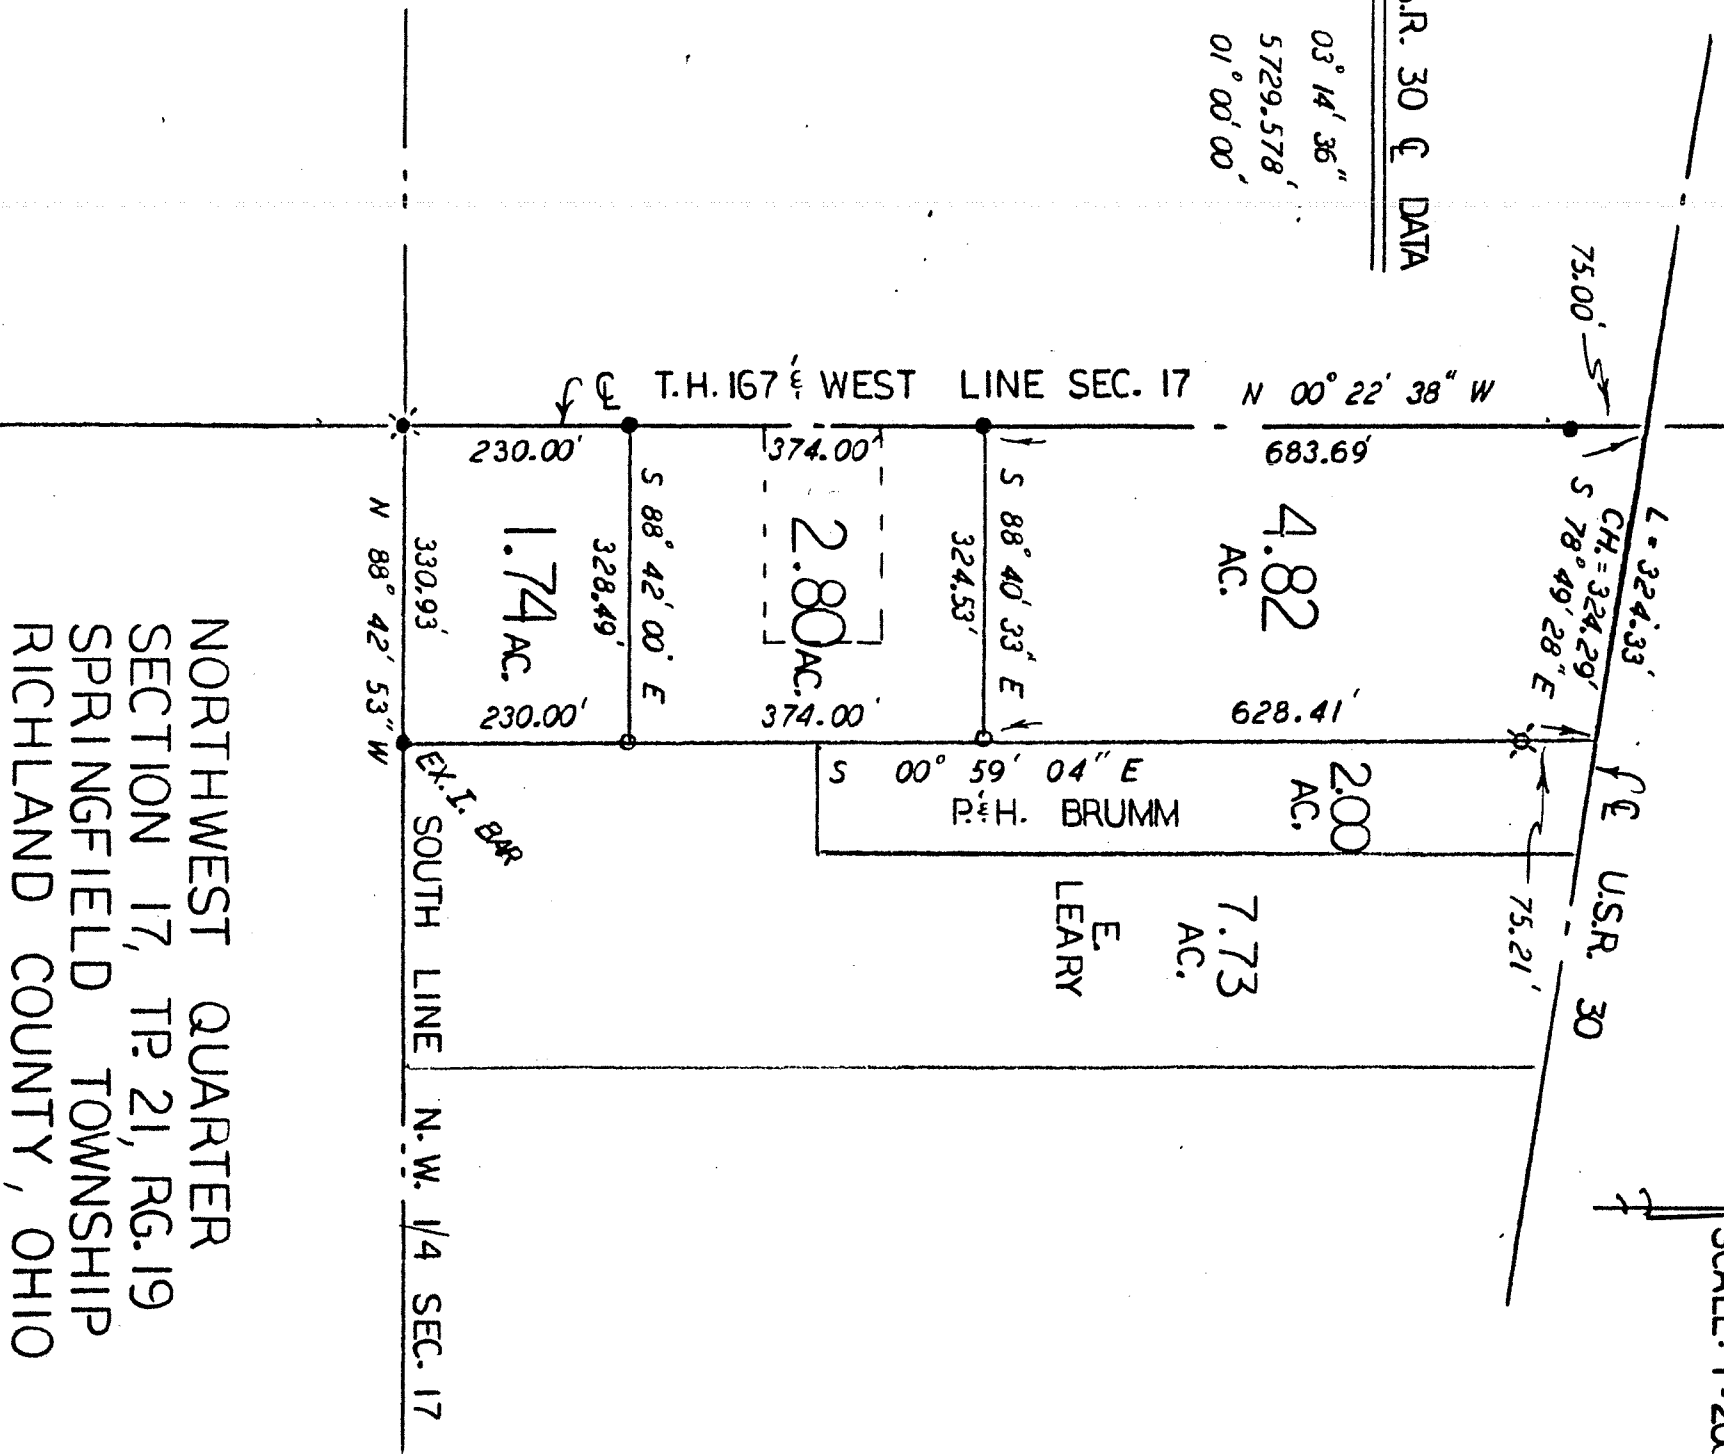 .R. 30 ℄ DATA
03° 14' 36"
5729.578'
01° 00' 00"
75.00'
L = 324.33'
CH. = 324.29'
S 78° 49' 28" E
℄ U.S.R. 30
75.21'
T.H. 167 & WEST LINE SEC. 17 N 00° 22' 38" W
℄
683.69'
4.82
AC.
628.41'
S 88° 40' 33" E
324.53'
374.00'
2.80 AC.
374.00'
S 88° 42' 00" E
328.49'
230.00'
1.74 AC.
230.00'
330.93'
N 88° 42' 53" W
EX. I. BAR
S 00° 59' 04" E
P. & H. BRUMM
2.00
AC.
7.73
AC.
E.
LEARY
SOUTH LINE N.W. 1/4 SEC. 17
NORTHWEST QUARTER
SECTION 17, TP. 21, RG. 19
SPRINGFIELD TOWNSHIP
RICHLAND COUNTY, OHIO